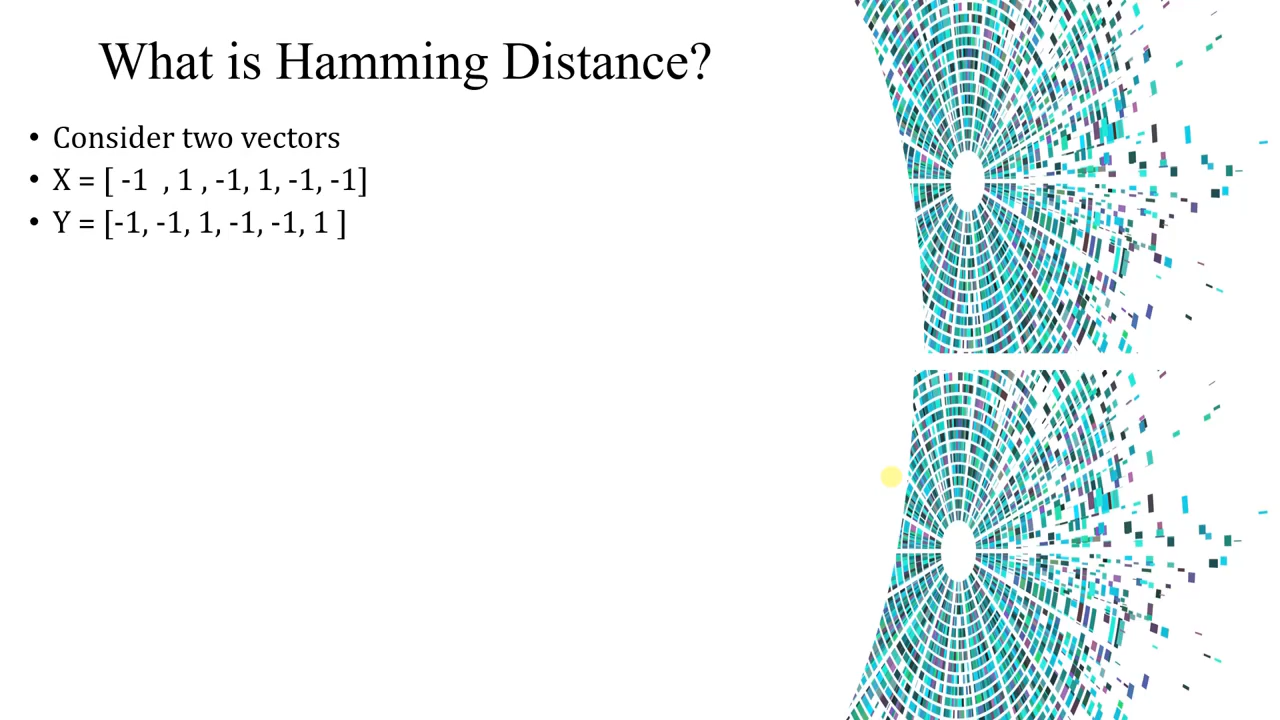 What is Hamming Distance?
• Consider two vectors
• X = [ -1 , 1 , -1, 1, -1, -1]
• Y = [-1, -1, 1, -1, -1, 1 ]